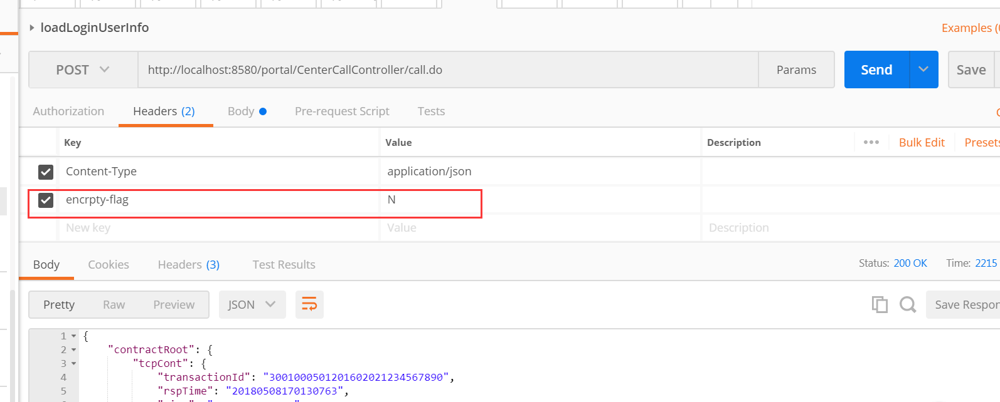 loadLoginUserInfo
Examples (
POST http://localhost:8580/portal/CenterCallController/call.do Params Send Save
Authorization Headers (2) Body Pre-request Script Tests
Key Value Description ••• Bulk Edit Presets
Content-Type application/json
encrpty-flag N
New key Value Description
Body Cookies Headers (3) Test Results Status: 200 OK Time: 2215
Pretty Raw Preview JSON Save Respon
1 {
2 "contractRoot": {
3 "tcpCont": {
4 "transactionId": "3001000501201602021234567890",
5 "rspTime": "20180508170130763",